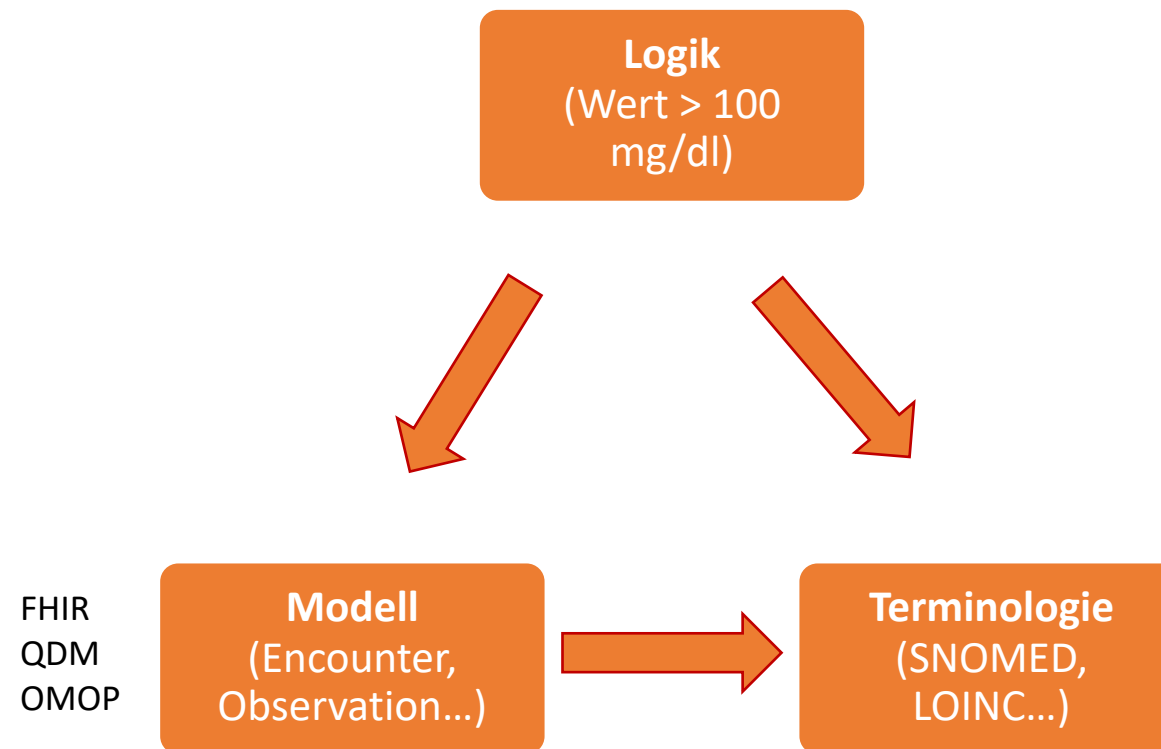 Logik
(Wert > 100
mg/dl)
FHIR
QDM
OMOP
Modell
(Encounter,
Observation...)
Terminologie
(SNOMED,
LOINC...)